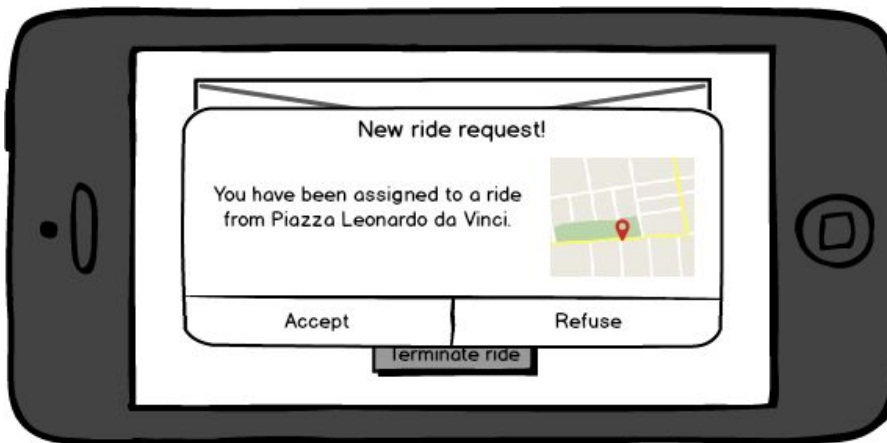 New ride request!
You have been assigned to a ride
from Piazza Leonardo da Vinci.
Accept
Refuse
Terminate ride